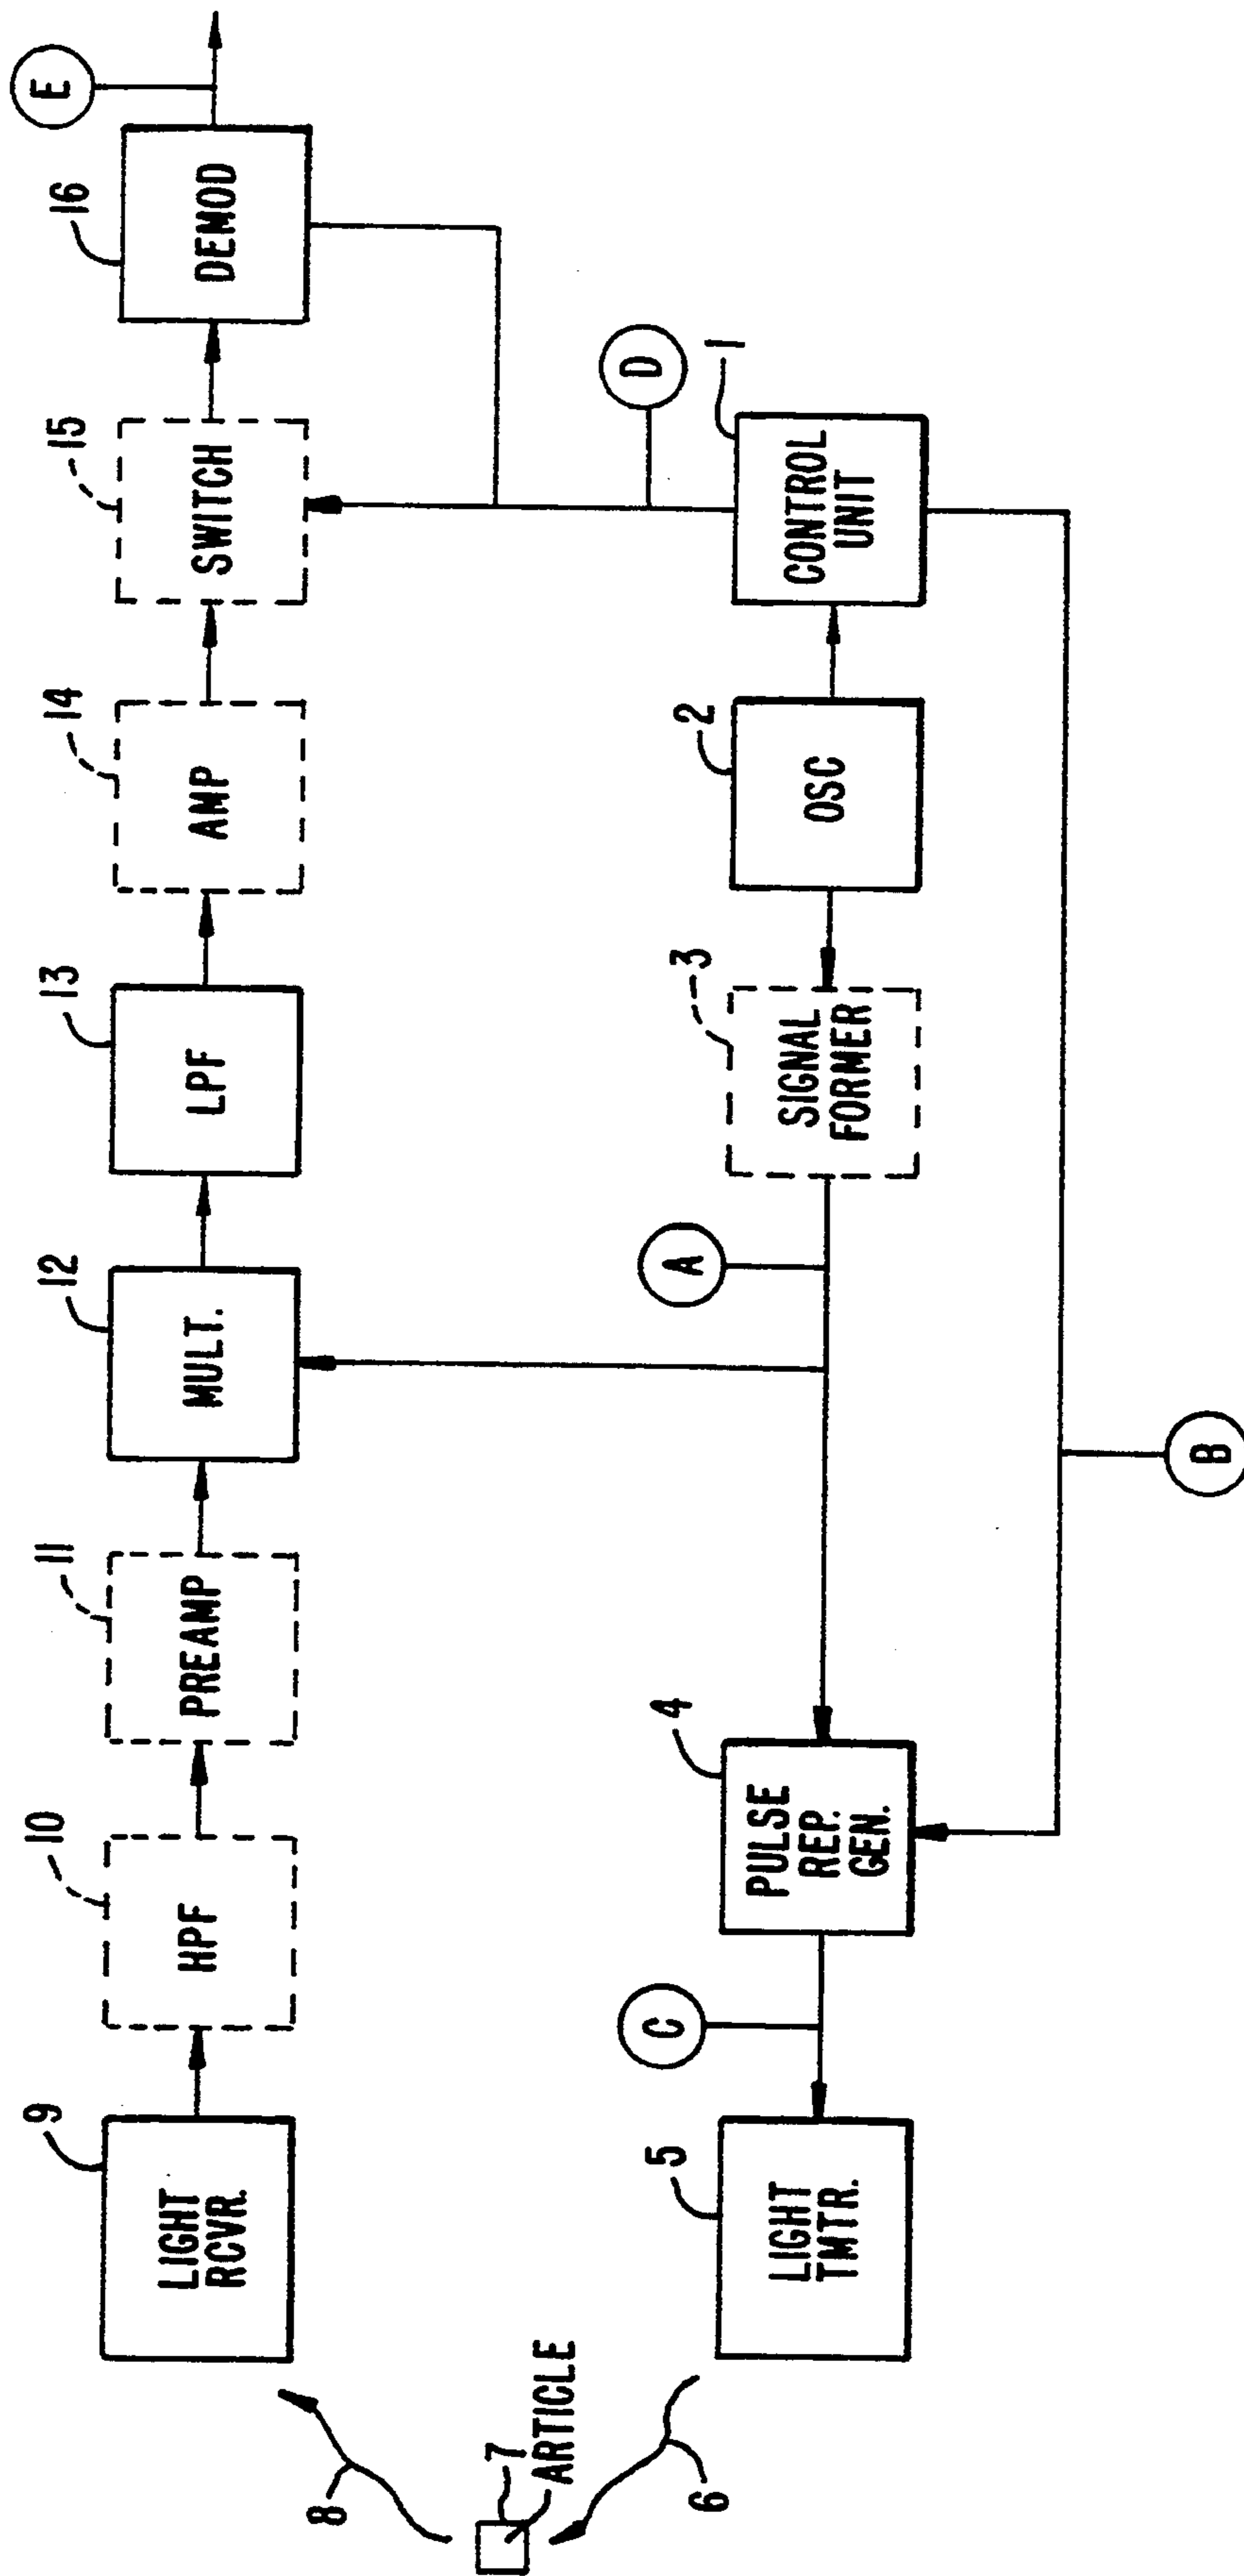 9
LIGHT
RCVR.
10
HPF
11
PREAMP
12
MULT.
13
LPF
14
AMP
15
SWITCH
16
DEMOD
E
8
7
ARTICLE
6
5
LIGHT
TMTR.
C
4
PULSE
REP.
GEN.
A
3
SIGNAL
FORMER
2
OSC
1
CONTROL
UNIT
D
B